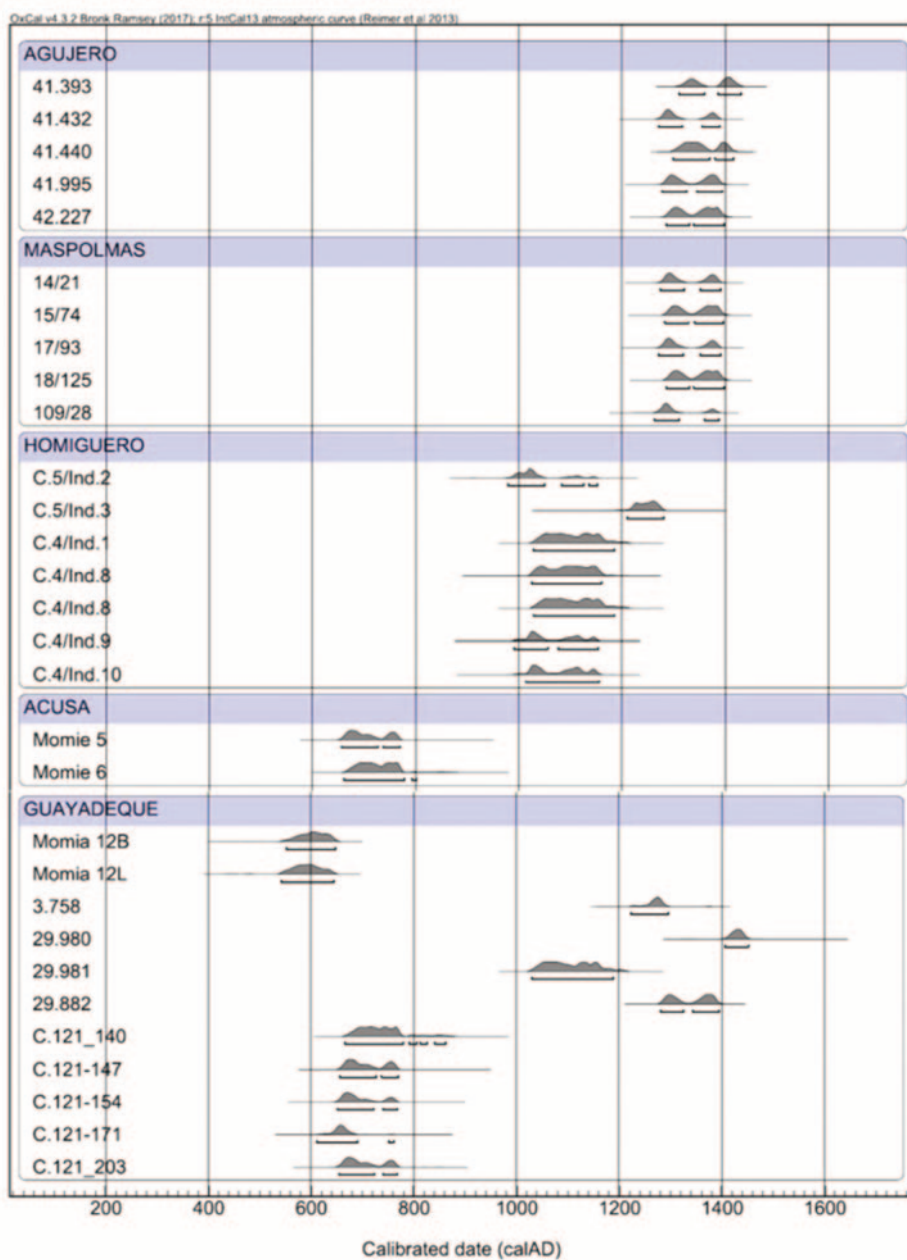 OxCal v4.3.2 Bronk Ramsey (2017); r:5 IntCal13 atmospheric curve (Reimer et al 2013)
AGUJERO
41.393
41.432
41.440
41.995
42.227
MASPOLMAS
14/21
15/74
17/93
18/125
109/28
HOMIGUERO
C.5/Ind.2
C.5/Ind.3
C.4/Ind.1
C.4/Ind.8
C.4/Ind.8
C.4/Ind.9
C.4/Ind.10
ACUSA
Momie 5
Momie 6
GUAYADEQUE
Momia 12B
Momia 12L
3.758
29.980
29.981
29.882
C.121_140
C.121-147
C.121-154
C.121-171
C.121_203
200 400 600 800 1000 1200 1400 1600
Calibrated date (calAD)